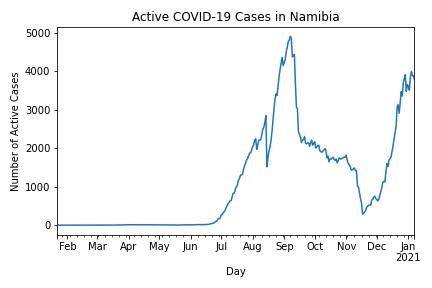 Active COVID-19 Cases in Namibia
Number of Active Cases
5000
4000
3000
2000
1000
0
Feb Mar Apr May Jun Jul Aug Sep Oct Nov Dec Jan
2021
Day